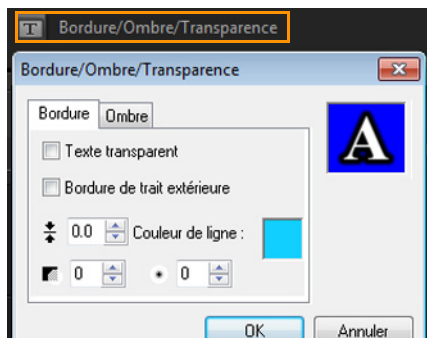 Bordure/Ombre/Transparence
Bordure/Ombre/Transparence
Bordure Ombre
A
Texte transparent
Bordure de trait extérieure
0.0 Couleur de ligne :
0 0
OK Annuler